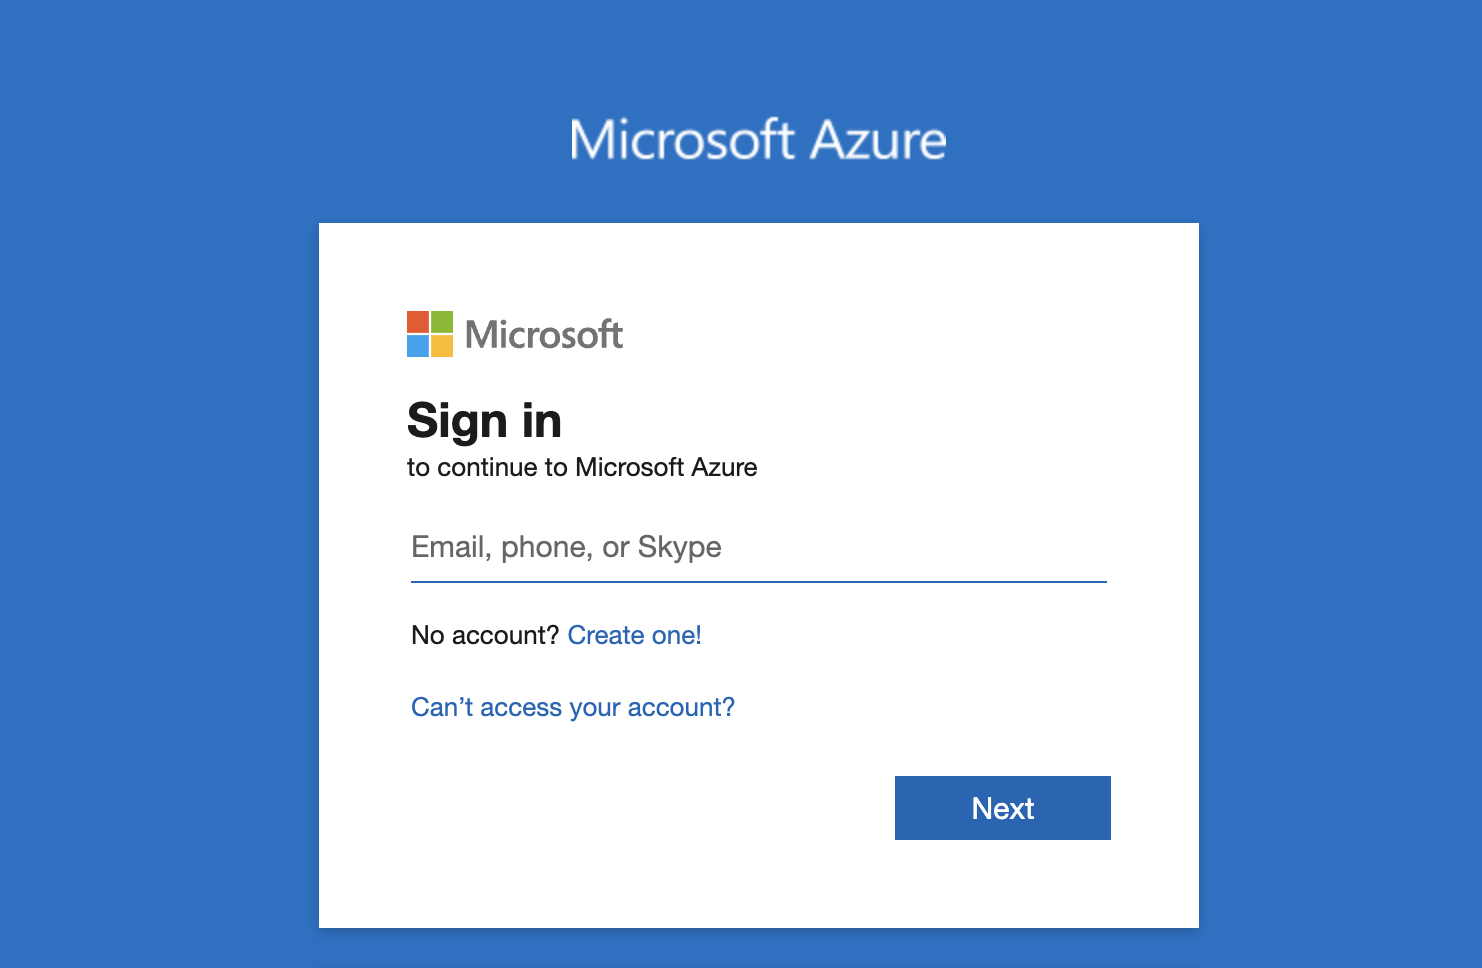 Microsoft Azure
Microsoft
Sign in
to continue to Microsoft Azure
Email, phone, or Skype
No account? Create one!
Can’t access your account?
Next